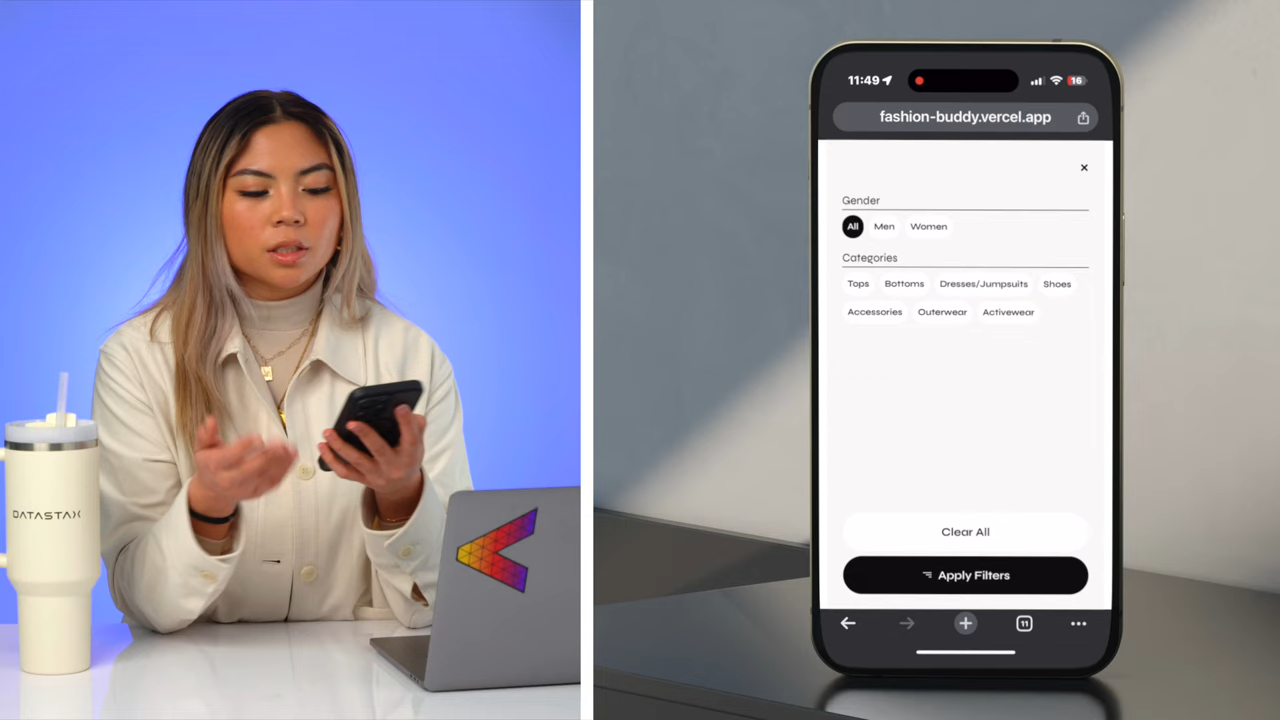 DATASTAX
11:49
16
fashion-buddy.vercel.app
×
Gender
All Men Women
Categories
Tops Bottoms Dresses/Jumpsuits Shoes
Accessories Outerwear Activewear
Clear All
Apply Filters
11